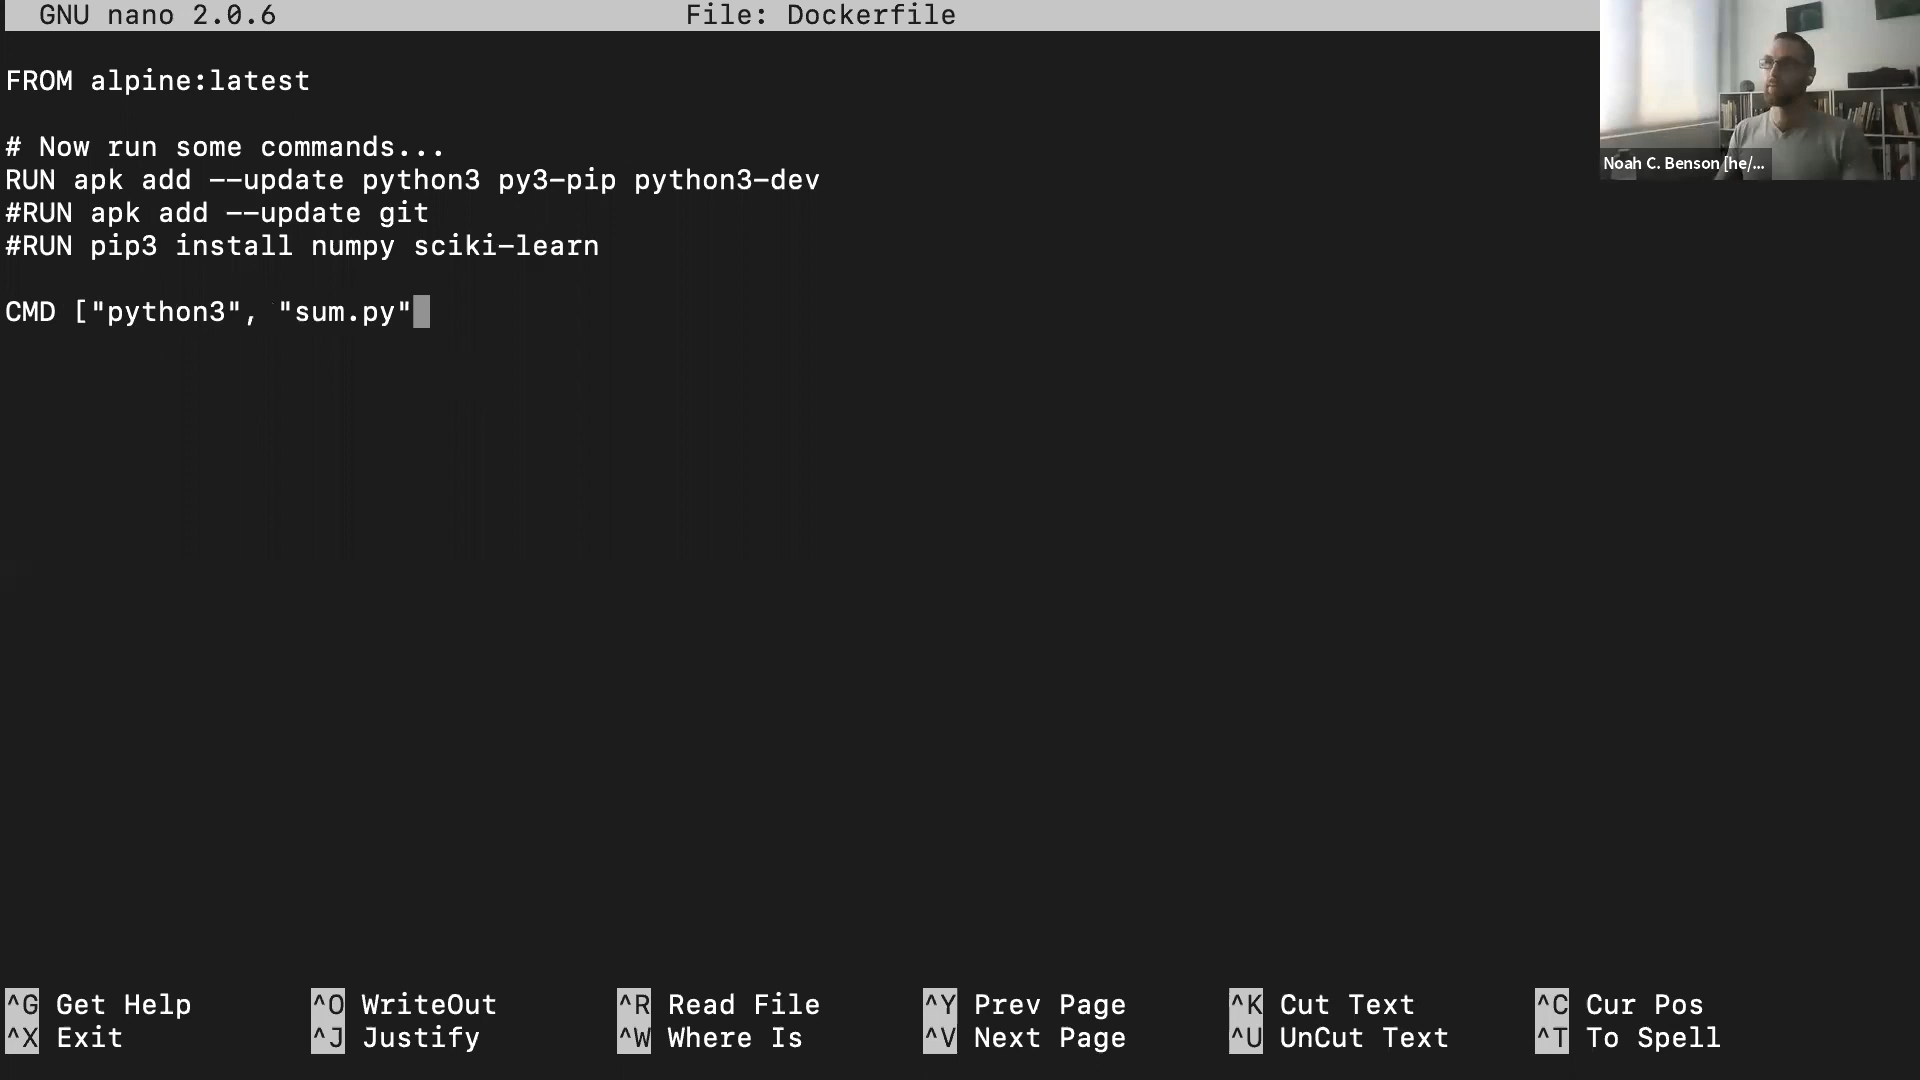 GNU nano 2.0.6 File: Dockerfile
FROM alpine:latest
# Now run some commands...
RUN apk add --update python3 py3-pip python3-dev
#RUN apk add --update git
#RUN pip3 install numpy sciki-learn
CMD ["python3", "sum.py"
Noah C. Benson [he/...
^G Get Help ^O WriteOut ^R Read File ^Y Prev Page ^K Cut Text ^C Cur Pos
^X Exit ^J Justify ^W Where Is ^V Next Page ^U UnCut Text ^T To Spell